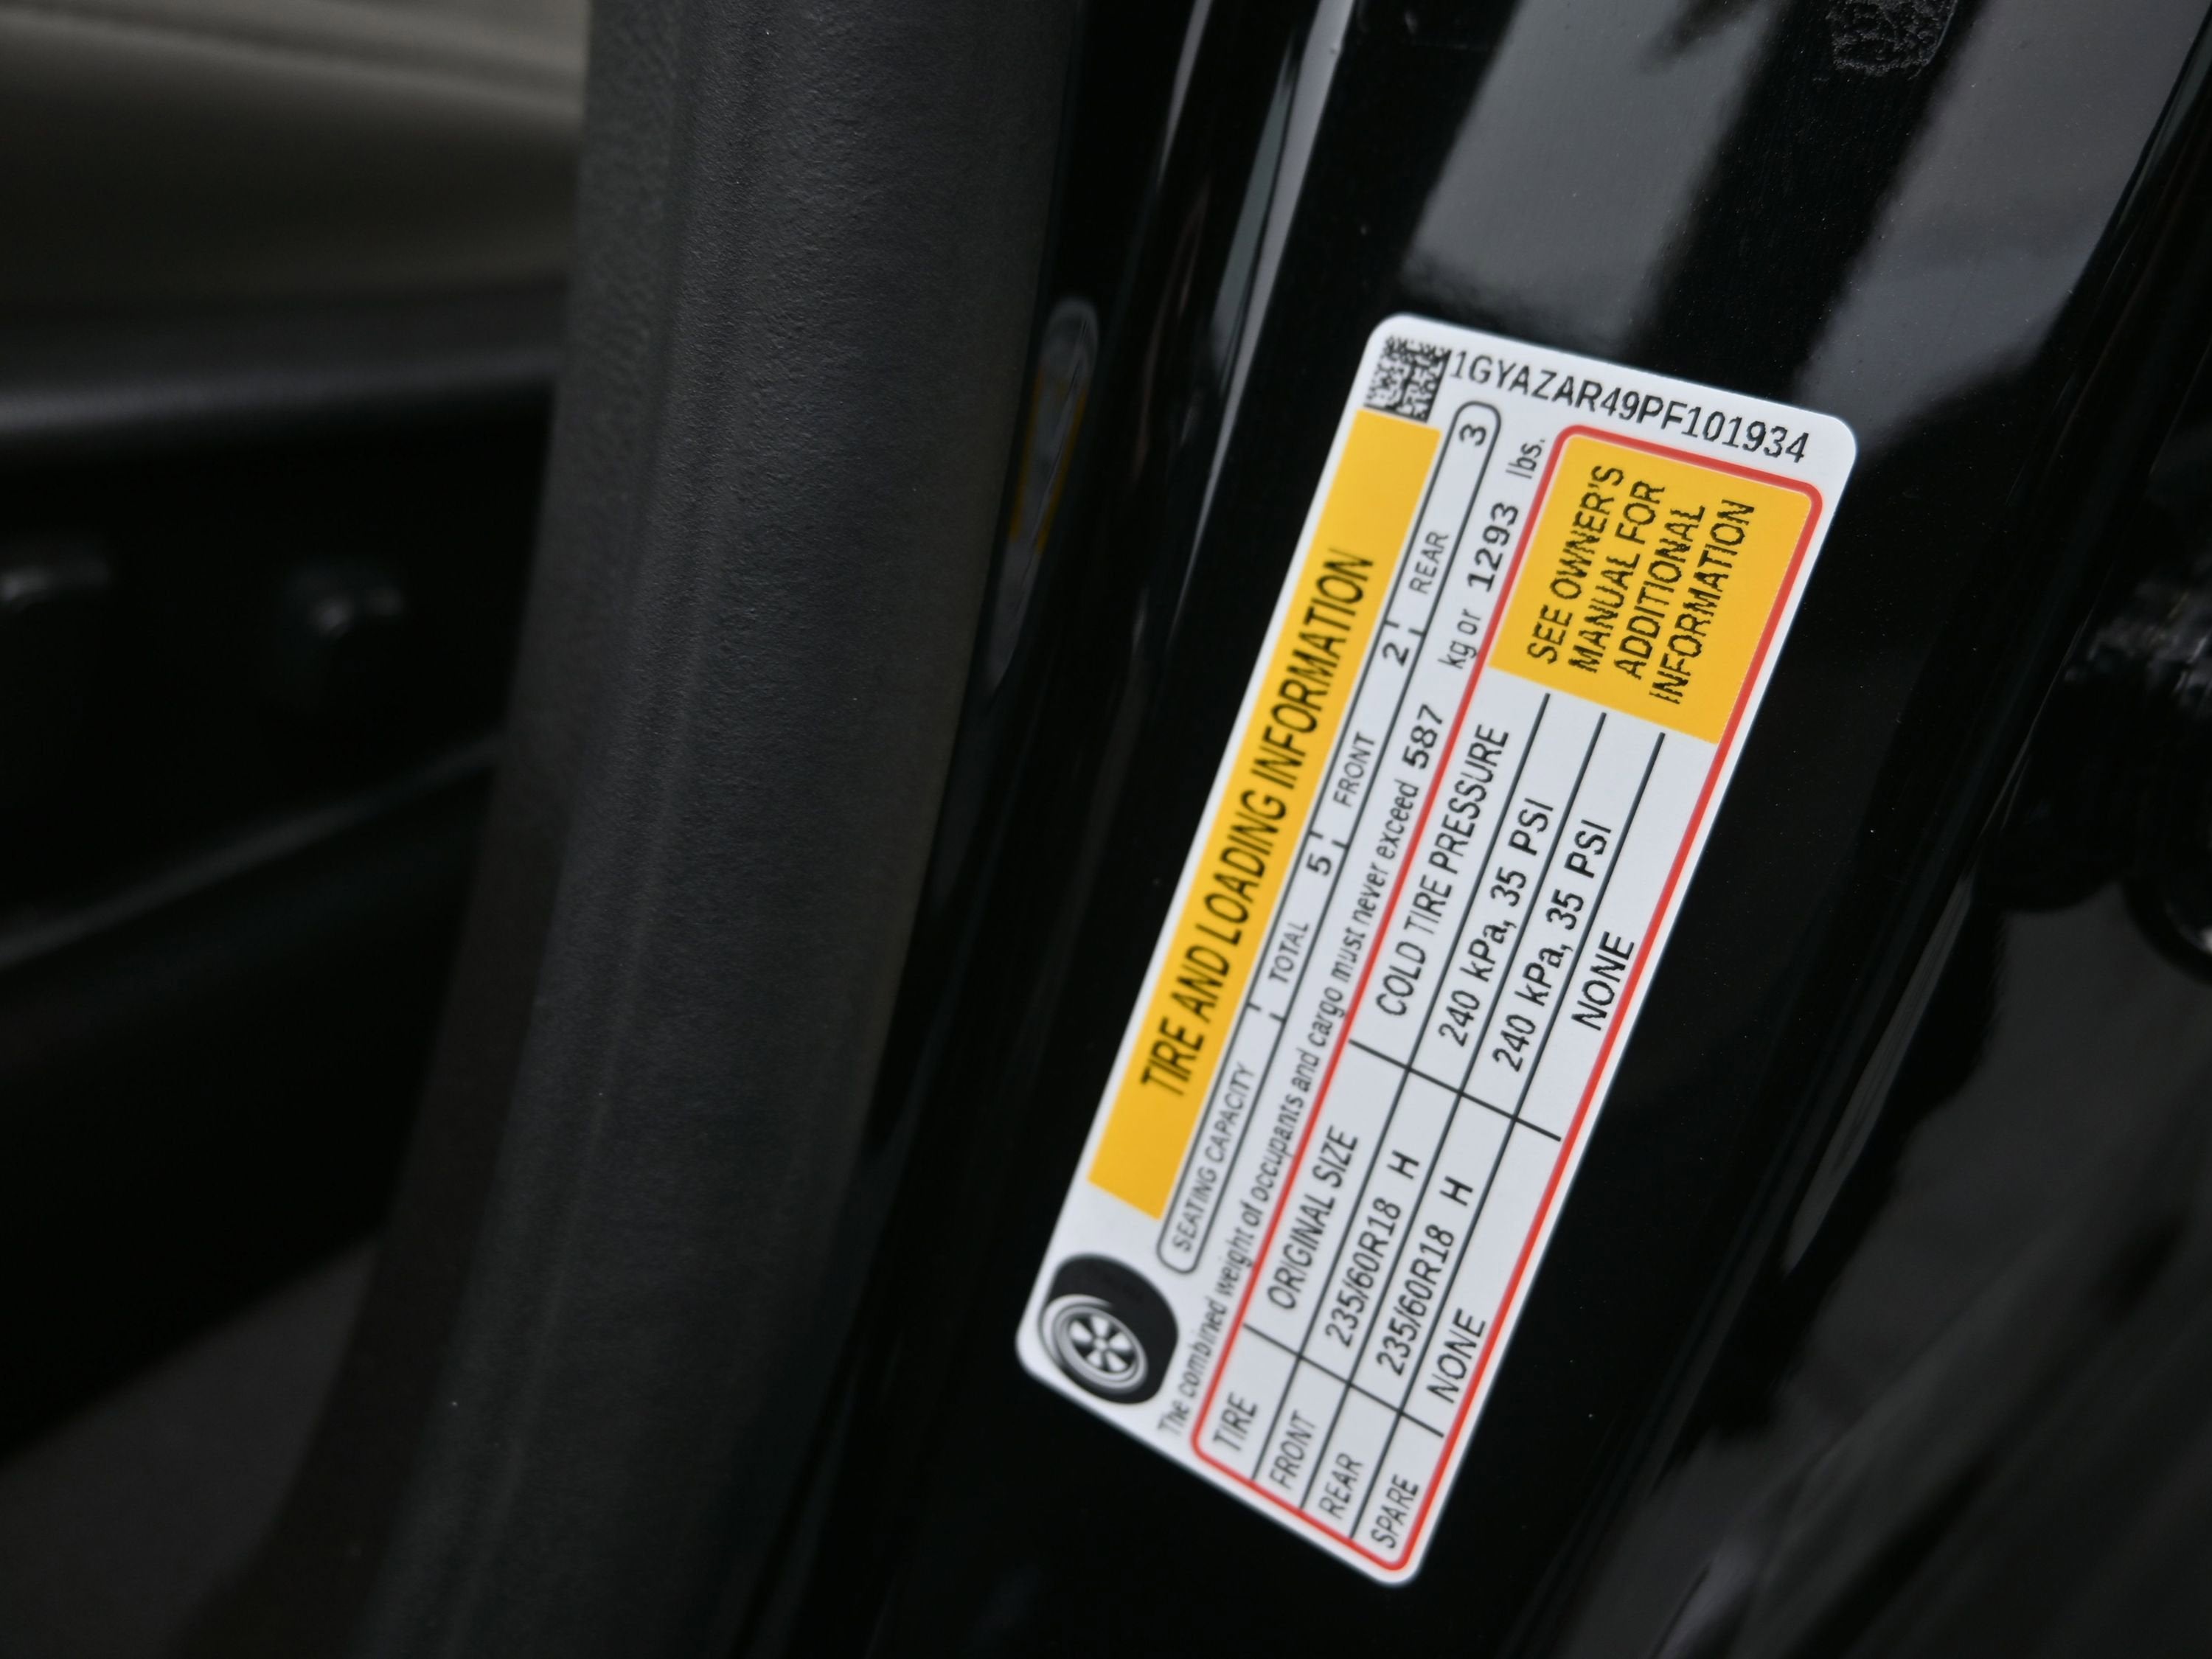 1GYAZAR49PF101934
TIRE AND LOADING INFORMATION
SEATING CAPACITY TOTAL 5 FRONT 2 REAR 3
The combined weight of occupants and cargo must never exceed 587 kg or 1293 lbs.
TIRE ORIGINAL SIZE COLD TIRE PRESSURE
FRONT 235/60R18 H 240 kPa, 35 PSI
REAR 235/60R18 H 240 kPa, 35 PSI
SPARE NONE NONE
SEE OWNER'S
MANUAL FOR
ADDITIONAL
INFORMATION